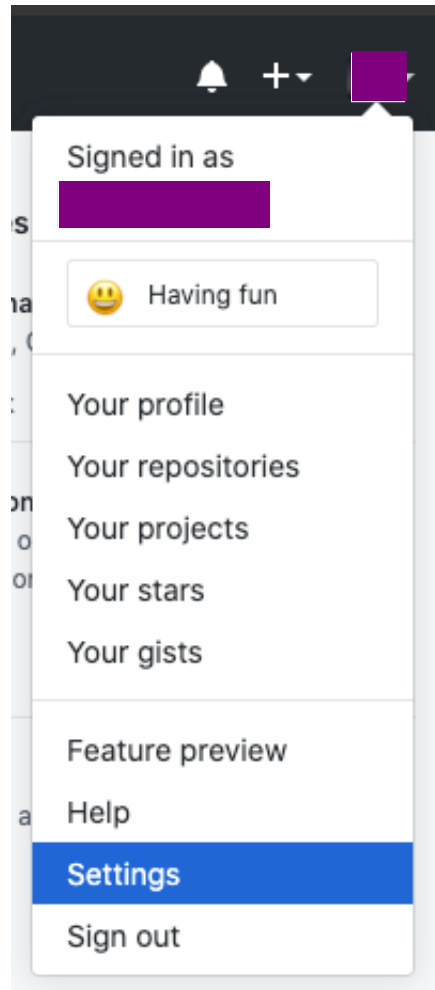 Signed in as
s
Having fun
Your profile
Your repositories
Your projects
Your stars
Your gists
Feature preview
Help
a
Settings
Sign out